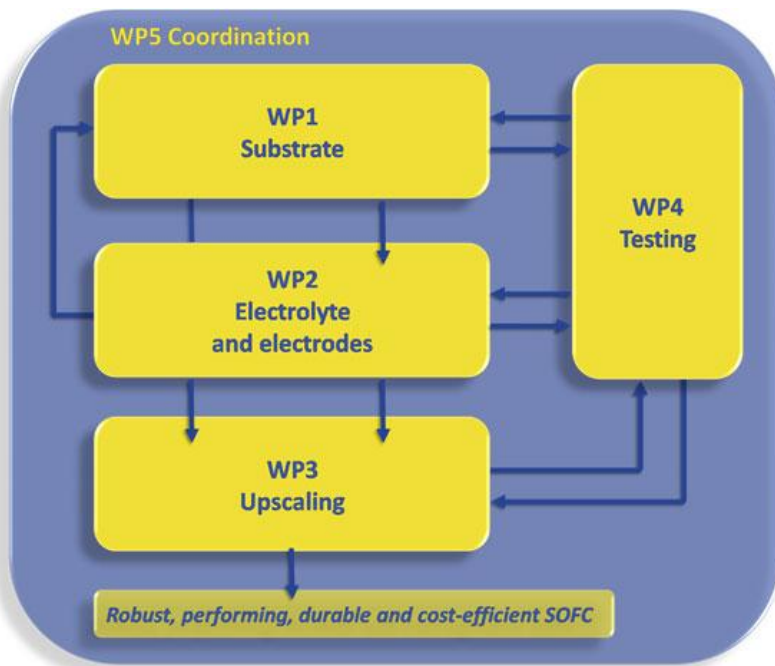 WP5 Coordination
WP1
Substrate
WP4
Testing
WP2
Electrolyte
and electrodes
WP3
Upscaling
Robust, performing, durable and cost-efficient SOFC